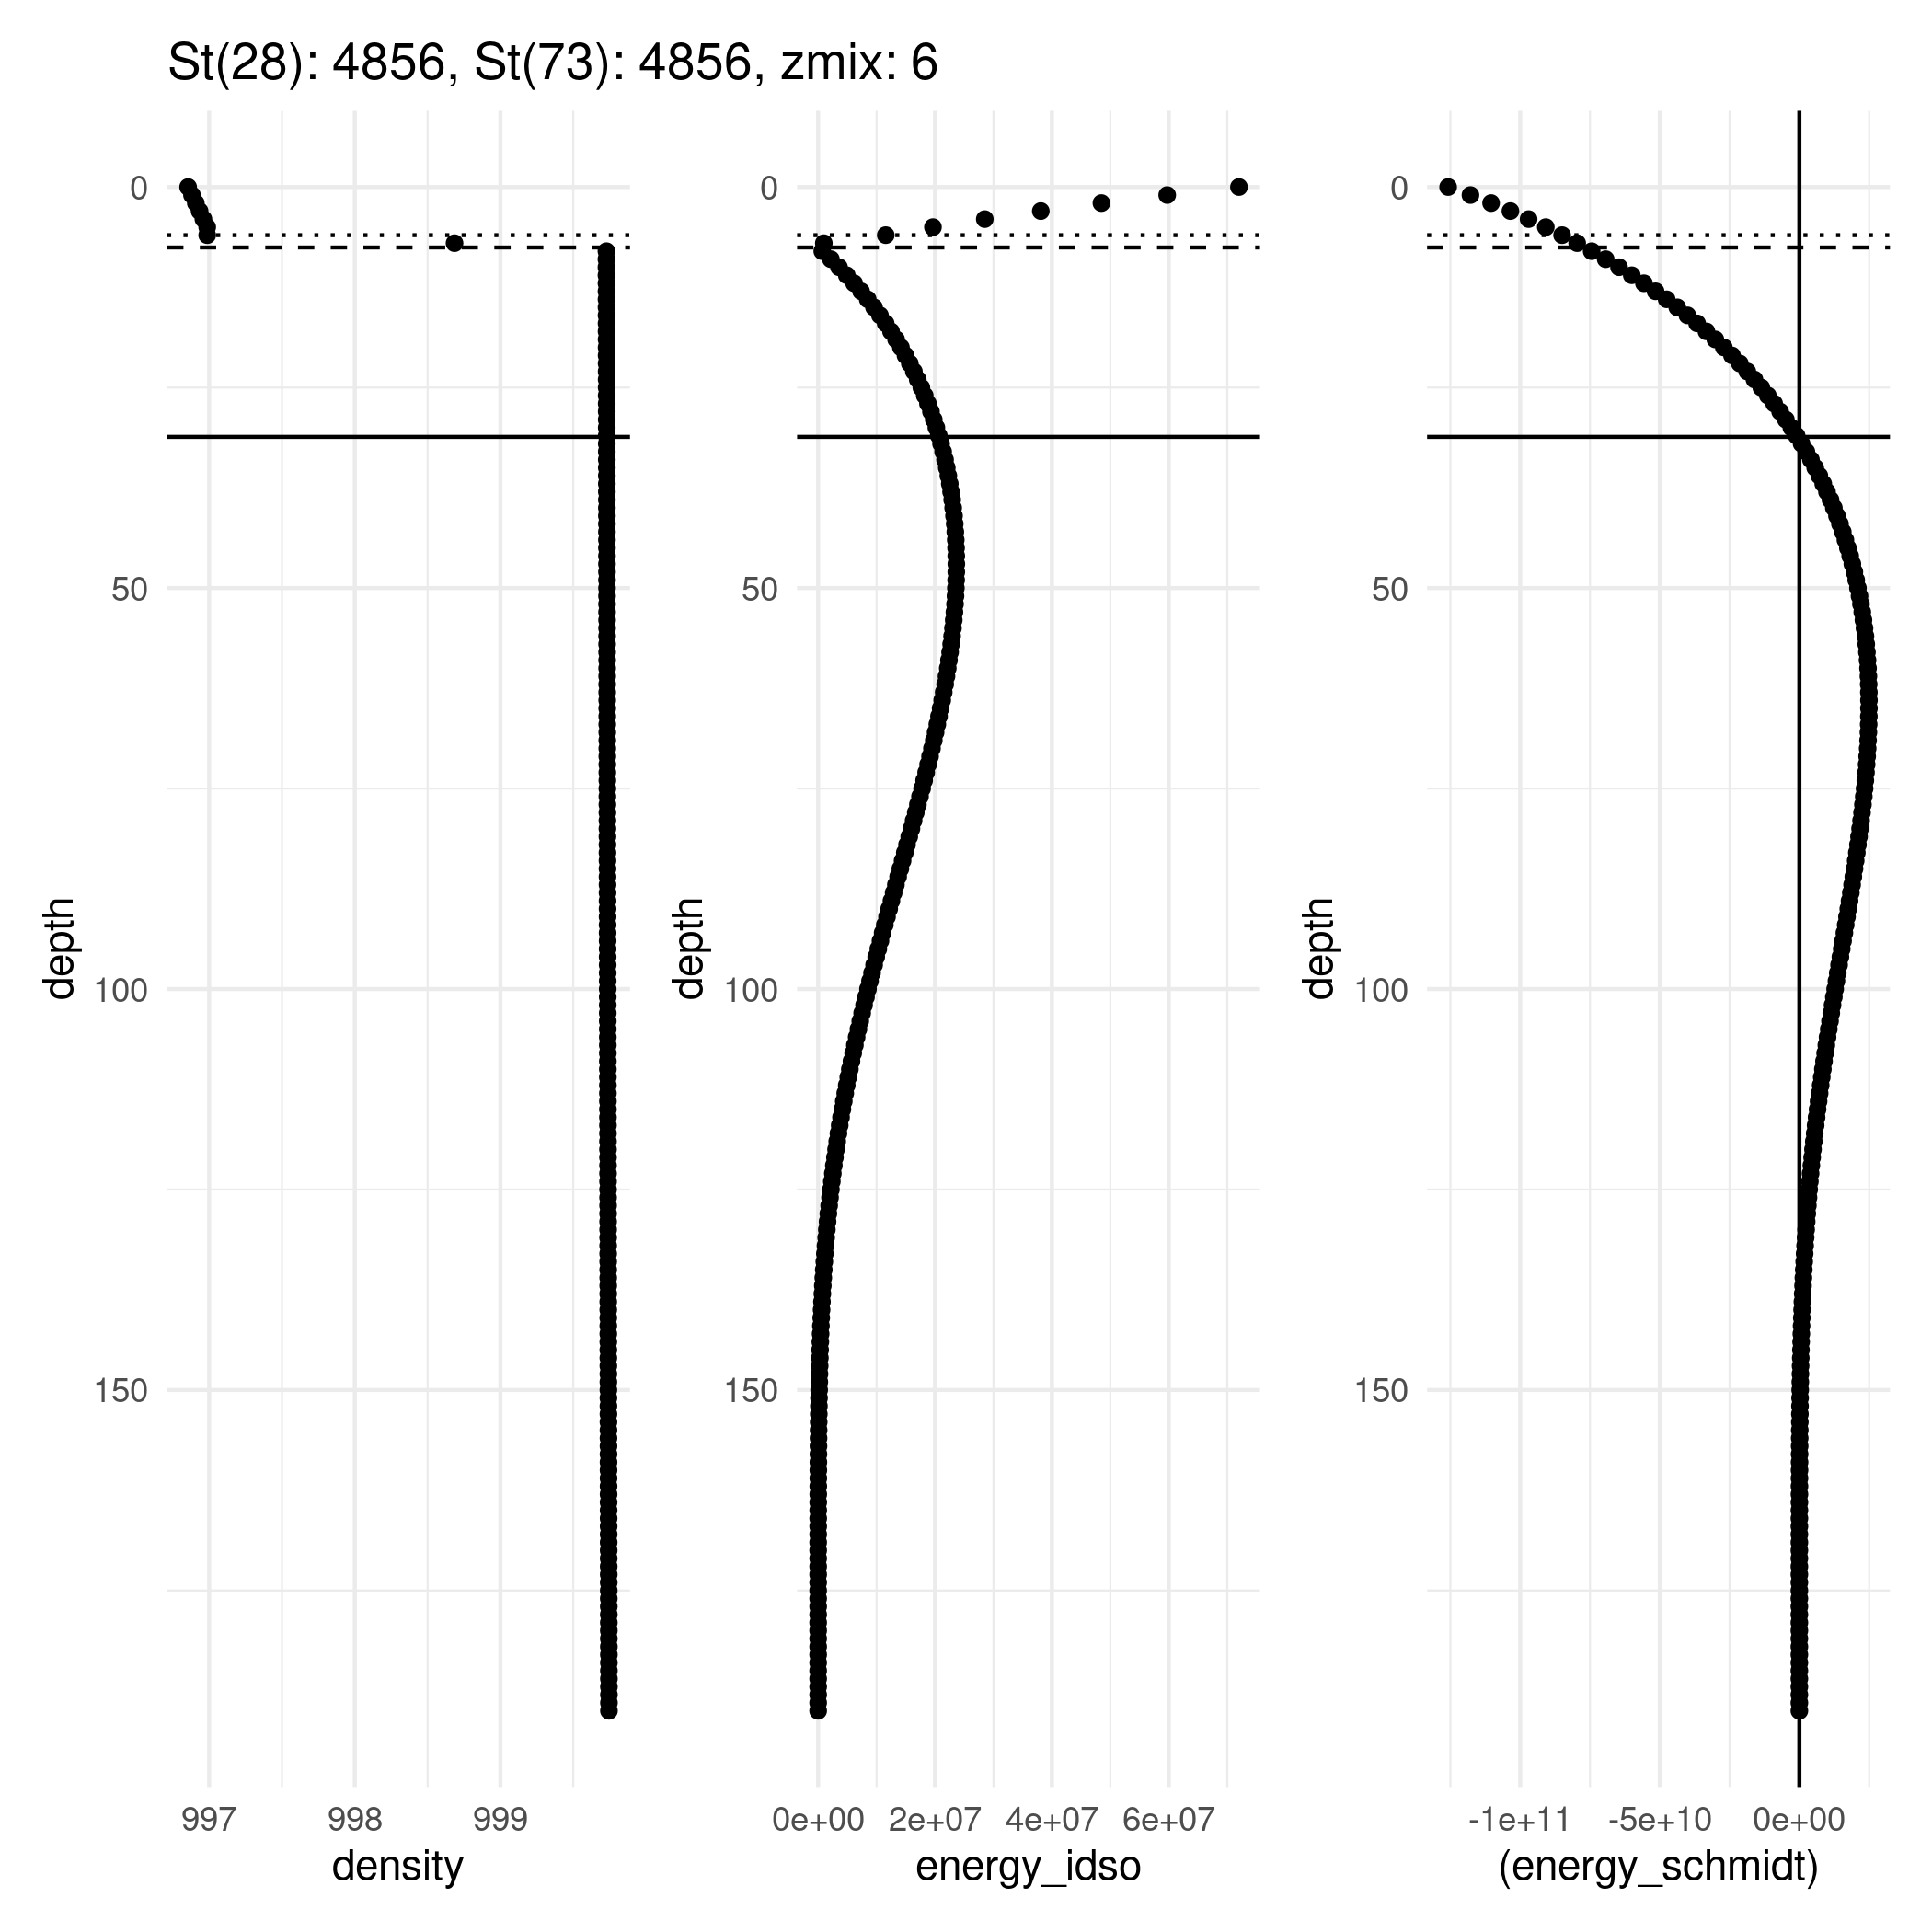 St(28): 4856, St(73): 4856, zmix: 6
0
50
100
150
depth
997 998 999
density
0
50
100
150
depth
0e+00 2e+07 4e+07 6e+07
energy_idso
0
50
100
150
depth
-1e+11 -5e+10 0e+00
(energy_schmidt)